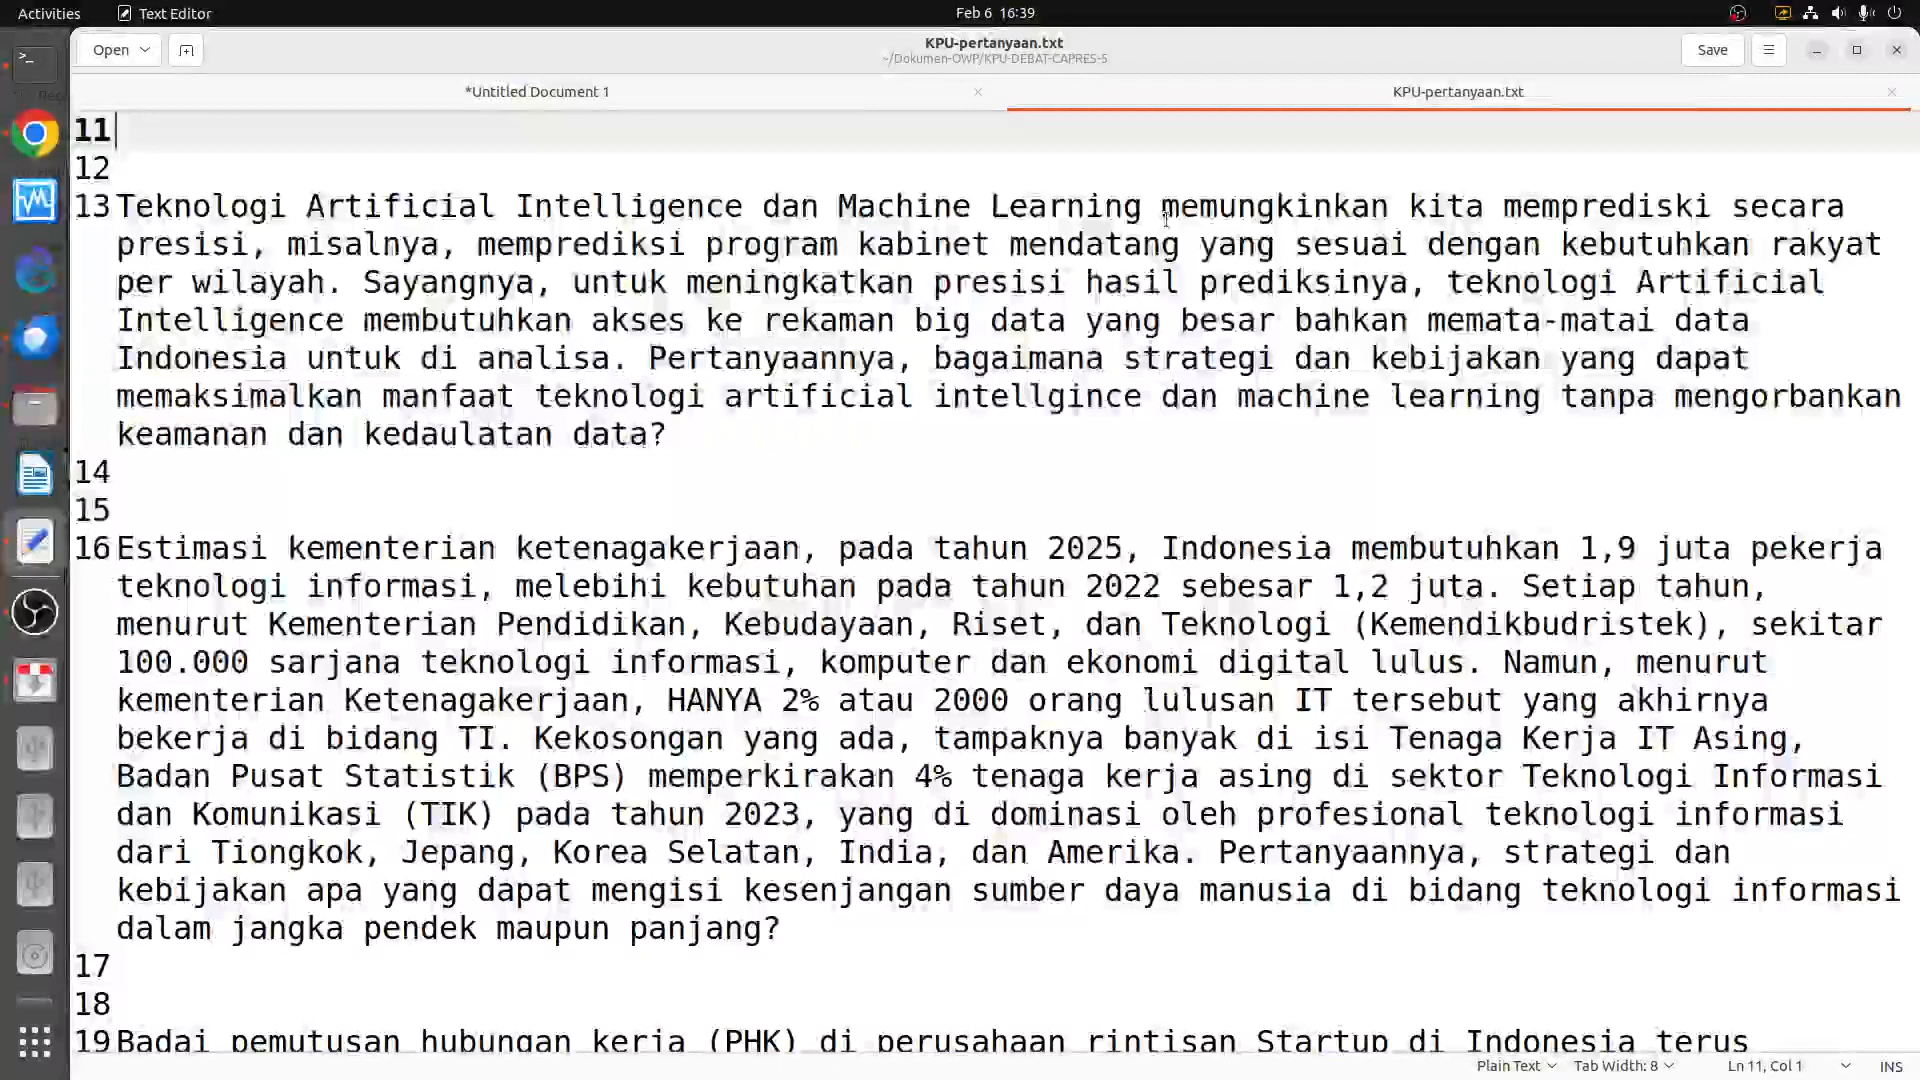 Activities
Text Editor
Feb 6 16:39
Open
KPU-pertanyaan.txt
~/Dokumen-OWP/KPU-DEBAT-CAPRES-5
Save
*Untitled Document 1
KPU-pertanyaan.txt
11
12
13 Teknologi Artificial Intelligence dan Machine Learning memungkinkan kita memprediski secara
presisi, misalnya, memprediksi program kabinet mendatang yang sesuai dengan kebutuhkan rakyat
per wilayah. Sayangnya, untuk meningkatkan presisi hasil prediksinya, teknologi Artificial
Intelligence membutuhkan akses ke rekaman big data yang besar bahkan memata-matai data
Indonesia untuk di analisa. Pertanyaannya, bagaimana strategi dan kebijakan yang dapat
memaksimalkan manfaat teknologi artificial intellgince dan machine learning tanpa mengorbankan
keamanan dan kedaulatan data?
14
15
16 Estimasi kementerian ketenagakerjaan, pada tahun 2025, Indonesia membutuhkan 1,9 juta pekerja
teknologi informasi, melebihi kebutuhan pada tahun 2022 sebesar 1,2 juta. Setiap tahun,
menurut Kementerian Pendidikan, Kebudayaan, Riset, dan Teknologi (Kemendikbudristek), sekitar
100.000 sarjana teknologi informasi, komputer dan ekonomi digital lulus. Namun, menurut
kementerian Ketenagakerjaan, HANYA 2% atau 2000 orang lulusan IT tersebut yang akhirnya
bekerja di bidang TI. Kekosongan yang ada, tampaknya banyak di isi Tenaga Kerja IT Asing,
Badan Pusat Statistik (BPS) memperkirakan 4% tenaga kerja asing di sektor Teknologi Informasi
dan Komunikasi (TIK) pada tahun 2023, yang di dominasi oleh profesional teknologi informasi
dari Tiongkok, Jepang, Korea Selatan, India, dan Amerika. Pertanyaannya, strategi dan
kebijakan apa yang dapat mengisi kesenjangan sumber daya manusia di bidang teknologi informasi
dalam jangka pendek maupun panjang?
17
18
19 Badai pemutusan hubungan kerja (PHK) di perusahaan rintisan Startup di Indonesia terus
Plain Text
Tab Width: 8
Ln 11, Col 1
INS